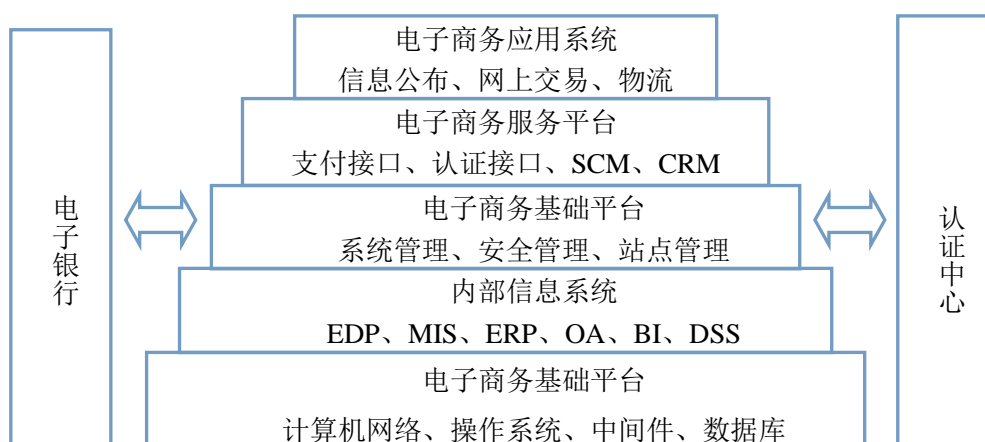 电子商务应用系统
信息公布、网上交易、物流
电子商务服务平台
支付接口、认证接口、SCM、CRM
电子商务基础平台
系统管理、安全管理、站点管理
内部信息系统
EDP、MIS、ERP、OA、BI、DSS
电子商务基础平台
计算机网络、操作系统、中间件、数据库
电子银行
认证中心